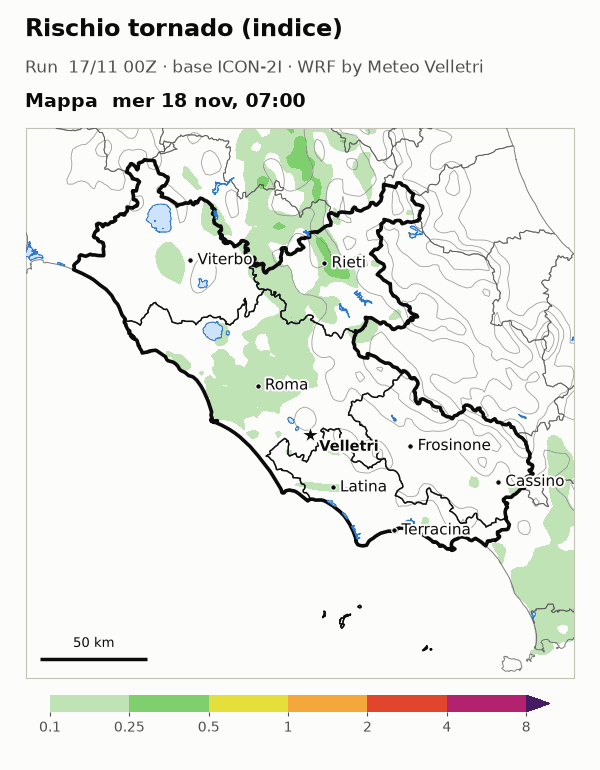 Rischio tornado (indice)
Run 17/11 00Z · base ICON-2I · WRF by Meteo Velletri
Mappa mer 18 nov, 07:00
Viterbo
Rieti
Roma
Velletri
Frosinone
Cassino
Latina
Terracina
50 km
0.1 0.25 0.5 1 2 4 8